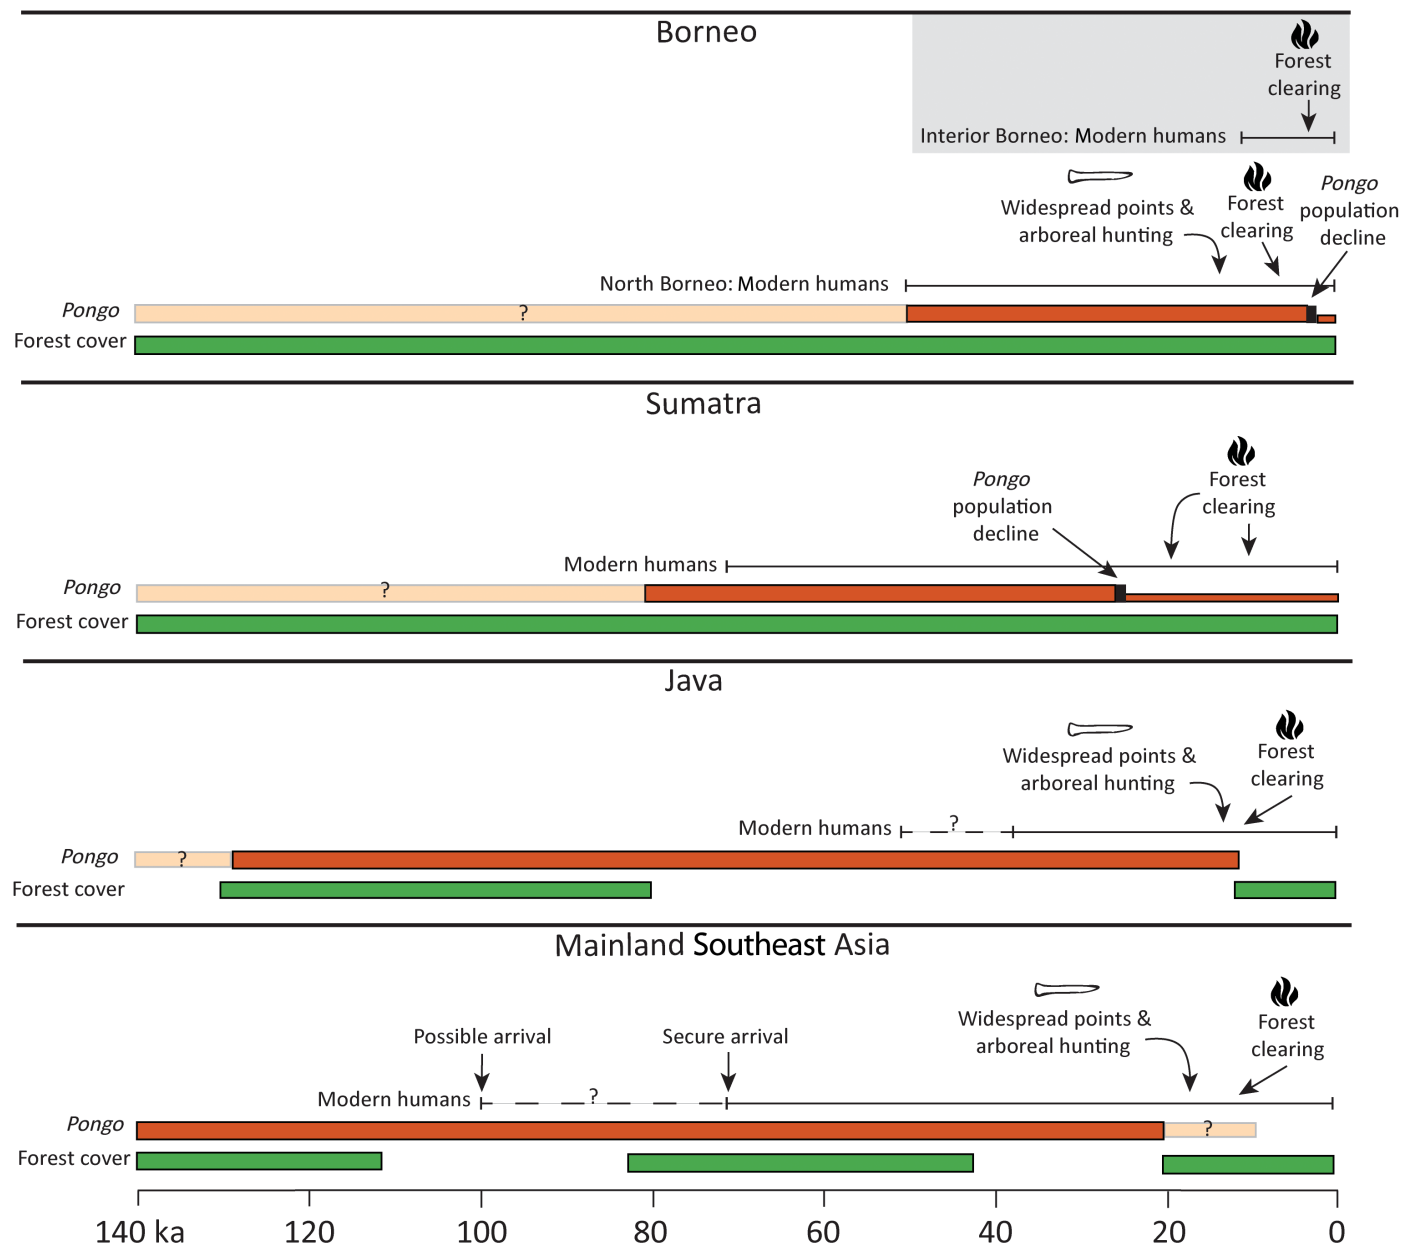 Borneo
Forest
clearing
Interior Borneo: Modern humans
Widespread points &
arboreal hunting
Forest
clearing
Pongo
population
decline
North Borneo: Modern humans
Pongo
?
Forest cover
Sumatra
Pongo
population
decline
Forest
clearing
Modern humans
Pongo
?
Forest cover
Java
Widespread points &
arboreal hunting
Forest
clearing
Modern humans
?
Pongo
?
Forest cover
Mainland Southeast Asia
Possible arrival
Secure arrival
Widespread points &
arboreal hunting
Forest
clearing
Modern humans
?
Pongo
?
Forest cover
140 ka 120 100 80 60 40 20 0